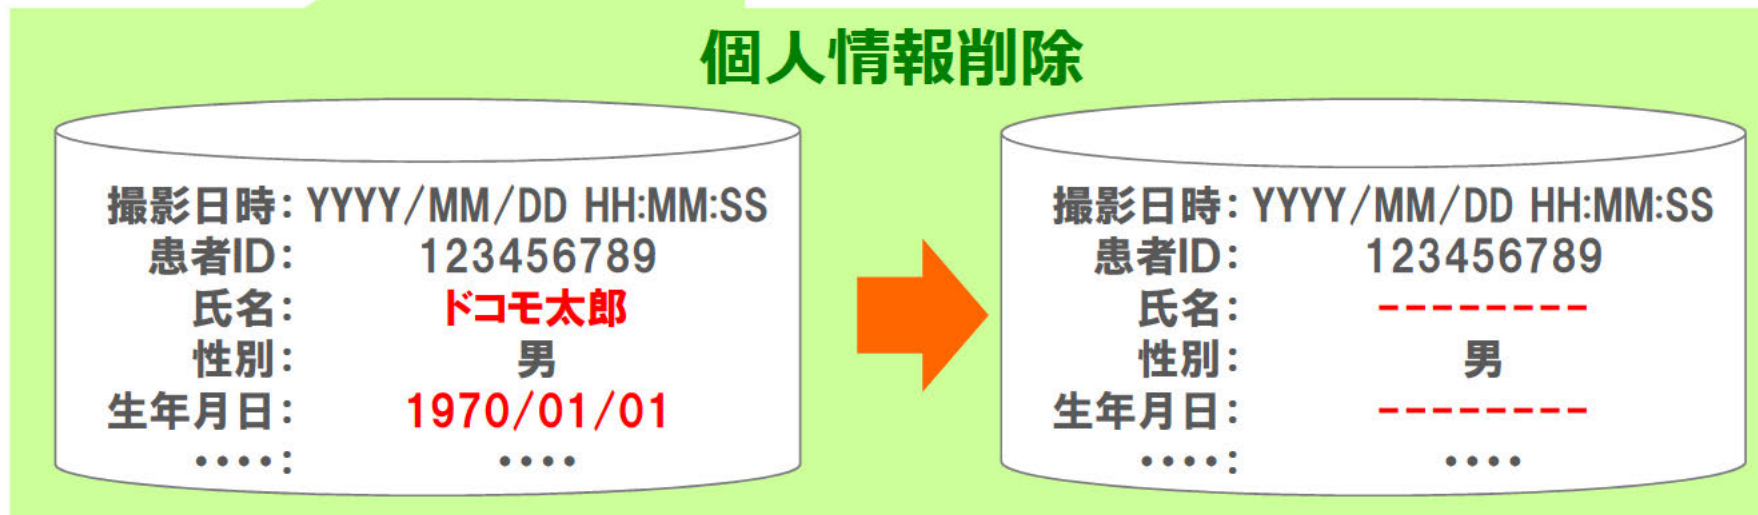 個人情報削除
撮影日時：YYYY/MM/DD HH:MM:SS
患者ID： 123456789
氏名： ドコモ太郎
性別： 男
生年月日： 1970/01/01
････： ････
撮影日時：YYYY/MM/DD HH:MM:SS
患者ID： 123456789
氏名： --------
性別： 男
生年月日： --------
････： ････